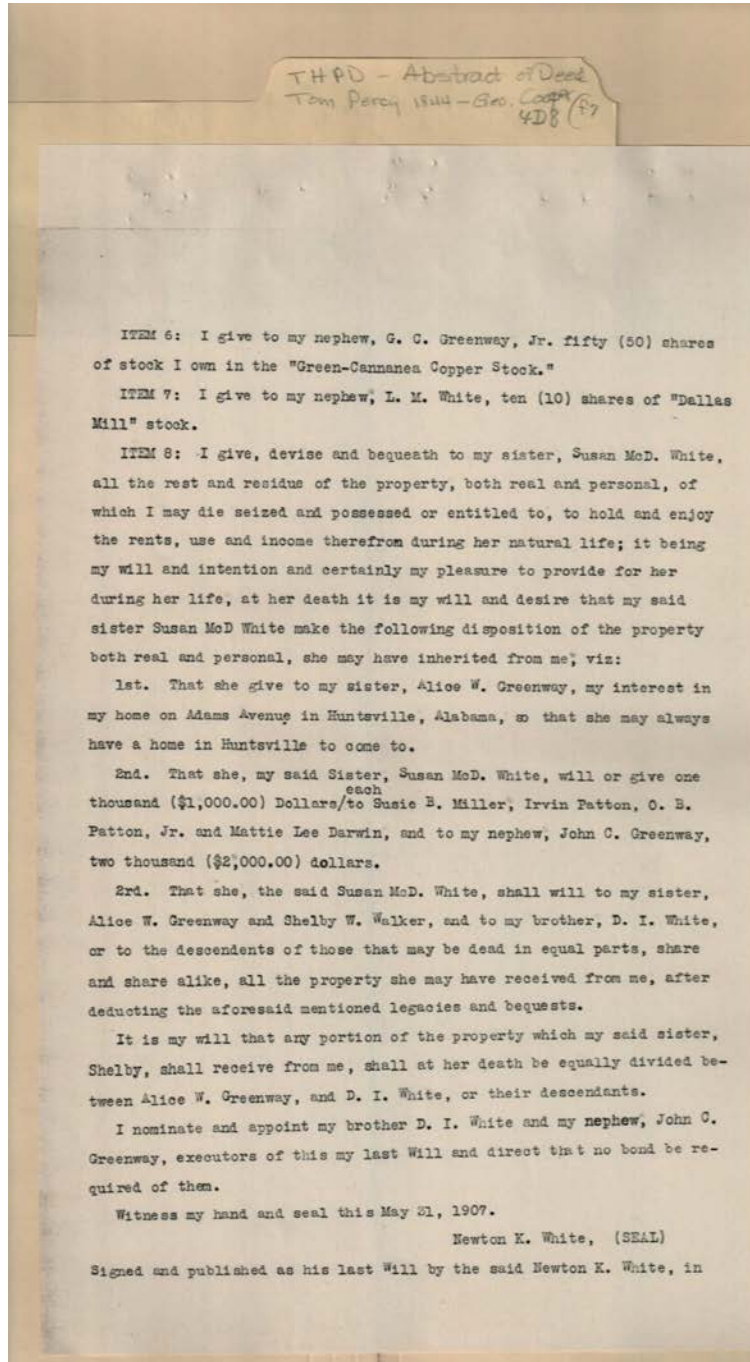 THPD - Abstract of Deed
Tom Percy 1844 - Geo. Cooper
4D8 (f7
ITEM 6: I give to my nephew, G. C. Greenway, Jr. fifty (50) shares
of stock I own in the "Green-Cannanea Copper Stock."
ITEM 7: I give to my nephew, L. M. White, ten (10) shares of "Dallas
Mill" stock.
ITEM 8: I give, devise and bequeath to my sister, Susan McD. White,
all the rest and residus of the property, both real and personal, of
which I may die seized and possessed or entitled to, to hold and enjoy
the rents, use and income therefrom during her natural life; it being
my will and intention and certainly my pleasure to provide for her
during her life, at her death it is my will and desire that my said
sister Susan McD White make the following disposition of the property
both real and personal, she may have inherited from me, viz:
1st. That she give to my sister, Alice W. Greenway, my interest in
my home on Adams Avenue in Huntsville, Alabama, so that she may always
have a home in Huntsville to come to.
2nd. That she, my said Sister, Susan McD. White, will or give one
each
thousand ($1,000.00) Dollars/to Susie B. Miller, Irvin Patton, O. B.
Patton, Jr. and Mattie Lee Darwin, and to my nephew, John C. Greenway,
two thousand ($2,000.00) dollars.
2rd. That she, the said Susan McD. White, shall will to my sister,
Alice W. Greenway and Shelby W. Walker, and to my brother, D. I. White,
or to the descendents of those that may be dead in equal parts, share
and share alike, all the property she may have received from me, after
deducting the aforesaid mentioned legacies and bequests.
It is my will that any portion of the property which my said sister,
Shelby, shall receive from me, shall at her death be equally divided be-
tween Alice W. Greenway, and D. I. White, or their descendants.
I nominate and appoint my brother D. I. White and my nephew, John C.
Greenway, executors of this my last Will and direct that no bond be re-
quired of them.
Witness my hand and seal this May 31, 1907.
Newton K. White, (SEAL)
Signed and published as his last Will by the said Newton K. White, in